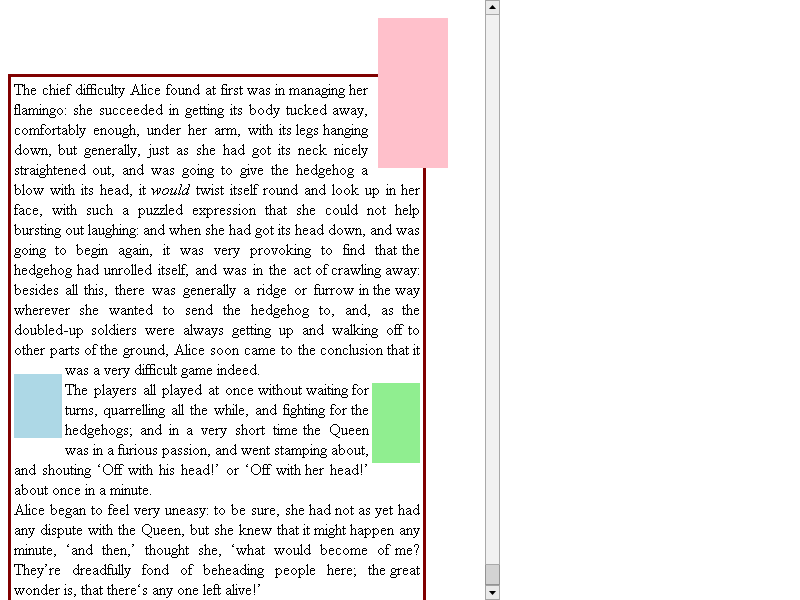 The chief difficulty Alice found at first was in managing her
flamingo: she succeeded in getting its body tucked away,
comfortably enough, under her arm, with its legs hanging
down, but generally, just as she had got its neck nicely
straightened out, and was going to give the hedgehog a
blow with its head, it would twist itself round and look up in her
face, with such a puzzled expression that she could not help
bursting out laughing: and when she had got its head down, and was
going to begin again, it was very provoking to find that the
hedgehog had unrolled itself, and was in the act of crawling away:
besides all this, there was generally a ridge or furrow in the way
wherever she wanted to send the hedgehog to, and, as the
doubled-up soldiers were always getting up and walking off to
other parts of the ground, Alice soon came to the conclusion that it
was a very difficult game indeed.
The players all played at once without waiting for
turns, quarrelling all the while, and fighting for the
hedgehogs; and in a very short time the Queen
was in a furious passion, and went stamping about,
and shouting ‘Off with his head!’ or ‘Off with her head!’
about once in a minute.
Alice began to feel very uneasy: to be sure, she had not as yet had
any dispute with the Queen, but she knew that it might happen any
minute, ‘and then,’ thought she, ‘what would become of me?
They’re dreadfully fond of beheading people here; the great
wonder is, that there‘s any one left alive!’